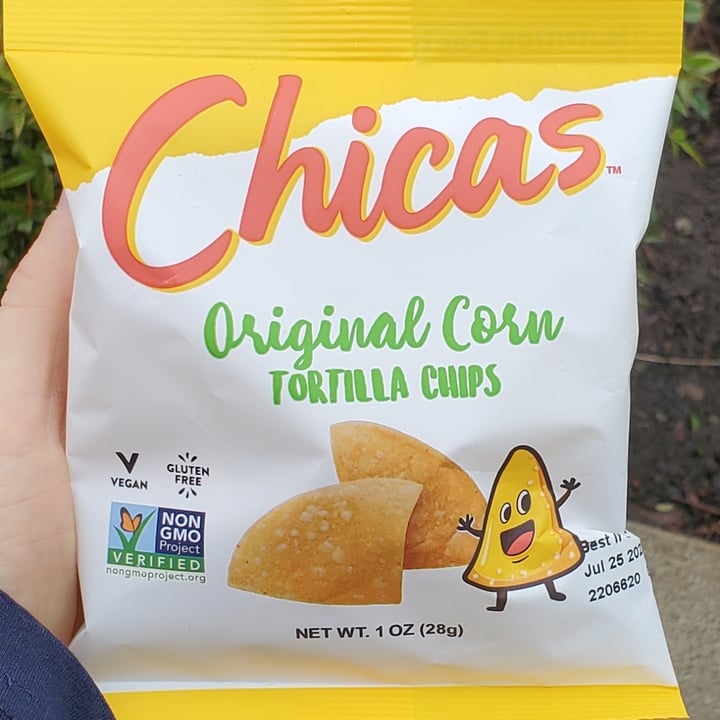 Chicas™
Original Corn
TORTILLA CHIPS
V
VEGAN
GLUTEN
FREE
NON
GMO
Project
VERIFIED
nongmoproject.org
Best
Jul 25
2206620
NET WT. 1 OZ (28g)